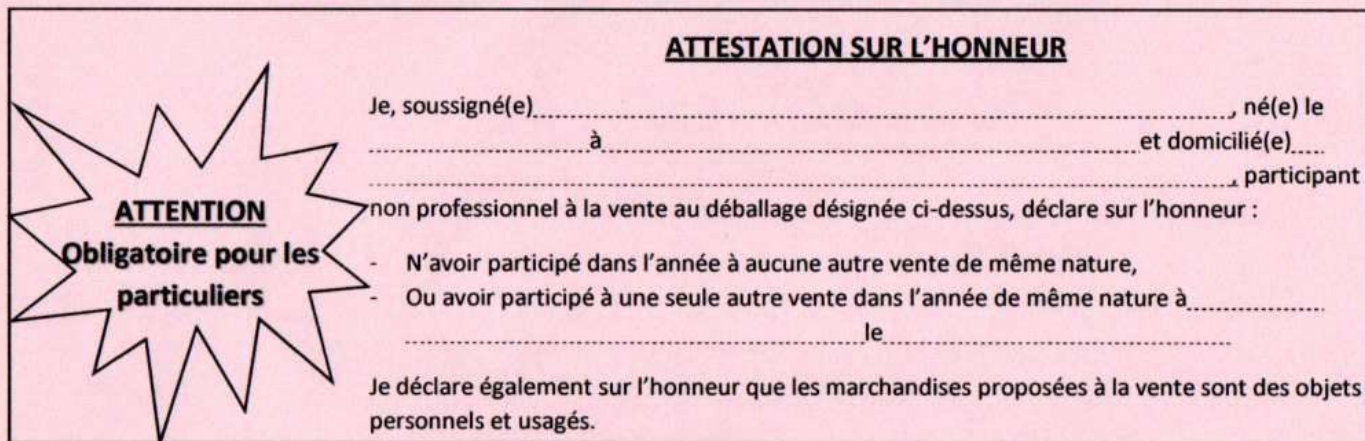 ATTESTATION SUR L'HONNEUR
Je, soussigné(e)................, né(e) le
................à................et domicilié(e)....
................, participant
non professionnel à la vente au déballage désignée ci-dessus, déclare sur l'honneur :
- N'avoir participé dans l'année à aucune autre vente de même nature,
- Ou avoir participé à une seule autre vente dans l'année de même nature à................
................le................
Je déclare également sur l'honneur que les marchandises proposées à la vente sont des objets
personnels et usagés.
ATTENTION
Obligatoire pour les
particuliers